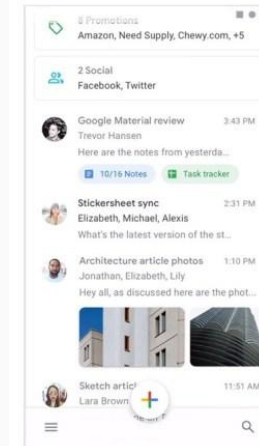 8 Promotions
Amazon, Need Supply, Chewy.com, +5
2 Social
Facebook, Twitter
Google Material review 3:43 PM
Trevor Hansen
Here are the notes from yesterda...
10/16 Notes Task tracker
Stickersheet sync 2:31 PM
Elizabeth, Michael, Alexis
What's the latest version of the st...
Architecture article photos 1:10 PM
Jonathan, Elizabeth, Lily
Hey all, as discussed here are the phot...
Sketch artic 11:51 AM
Lara Brown